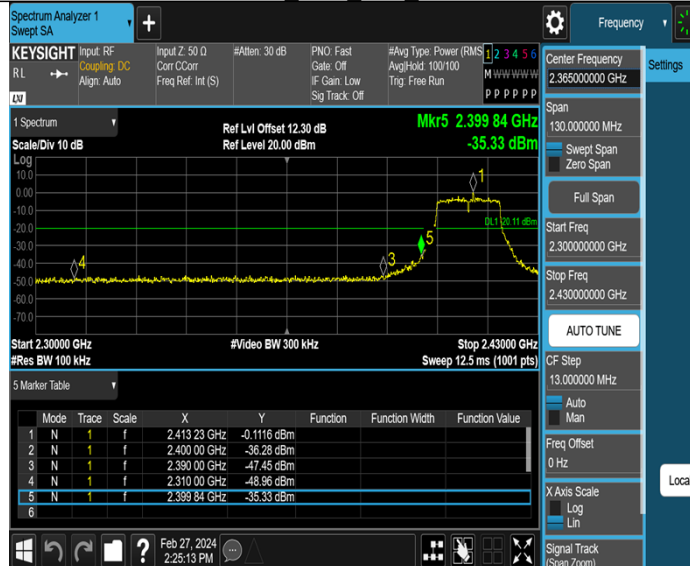 Spectrum Analyzer 1
Swept SA
Frequency
KEYSIGHT
RL
LXI
Input: RF
Coupling: DC
Align: Auto
Input Z: 50 Ω
Corr CCorr
Freq Ref: Int (S)
#Atten: 30 dB
PNO: Fast
Gate: Off
IF Gain: Low
Sig Track: Off
#Avg Type: Power (RMS
Avg|Hold: 100/100
Trig: Free Run
1 2 3 4 5 6
M W W W W W
P P P P P P
1 Spectrum
Scale/Div 10 dB
Ref Lvl Offset 12.30 dB
Ref Level 20.00 dBm
Mkr5 2.399 84 GHz
-35.33 dBm
Log
10.0
0.00
-10.0
-20.0
-30.0
-40.0
-50.0
-60.0
-70.0
1
DL1 -20.11 dBm
5
3
4
Start 2.30000 GHz
#Res BW 100 kHz
#Video BW 300 kHz
Stop 2.43000 GHz
Sweep 12.5 ms (1001 pts)
5 Marker Table
Mode Trace Scale X Y Function Function Width Function Value
1 N 1 f 2.413 23 GHz -0.1116 dBm
2 N 1 f 2.400 00 GHz -36.28 dBm
3 N 1 f 2.390 00 GHz -47.45 dBm
4 N 1 f 2.310 00 GHz -48.96 dBm
5 N 1 f 2.399 84 GHz -35.33 dBm
6
?
Feb 27, 2024
2:25:13 PM
Center Frequency
2.365000000 GHz
Span
130.000000 MHz
Swept Span
Zero Span
Full Span
Start Freq
2.300000000 GHz
Stop Freq
2.430000000 GHz
AUTO TUNE
CF Step
13.000000 MHz
Auto
Man
Freq Offset
0 Hz
X Axis Scale
Log
Lin
Signal Track
(Span Zoom)
Settings
Loca